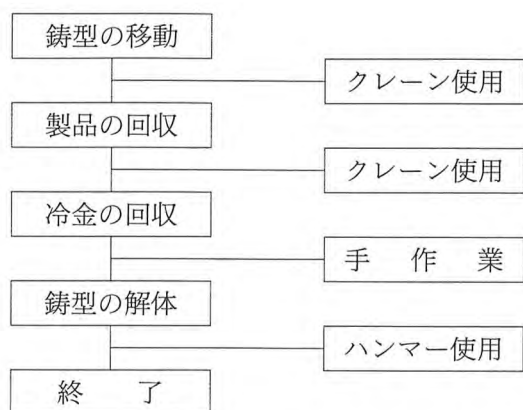 鋳型の移動
クレーン使用
製品の回収
クレーン使用
冷金の回収
手作業
鋳型の解体
ハンマー使用
終了